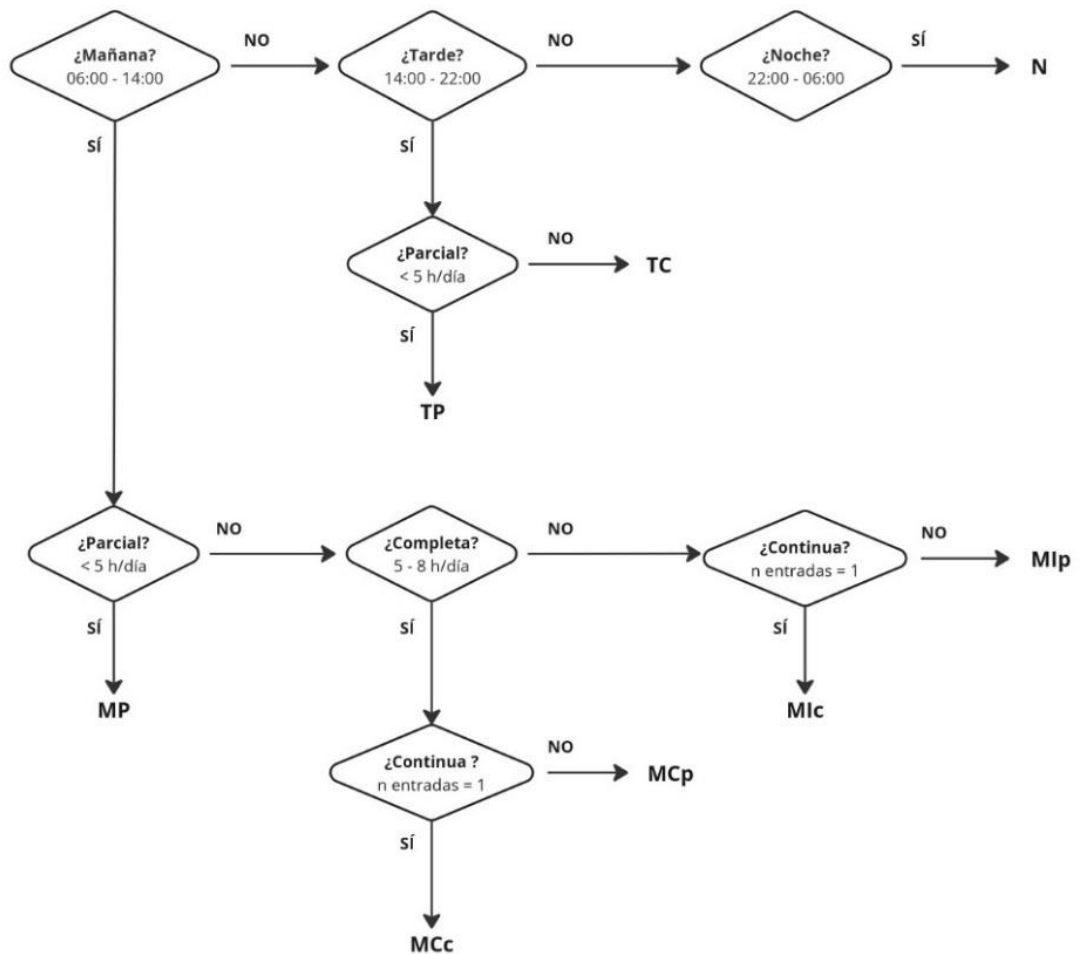 ¿Mañana?
06:00 - 14:00
NO
¿Tarde?
14:00 - 22:00
NO
¿Noche?
22:00 - 06:00
SÍ
N
SÍ
SÍ
¿Parcial?
< 5 h/día
NO
TC
SÍ
TP
¿Parcial?
< 5 h/día
NO
¿Completa?
5 - 8 h/día
NO
¿Continua?
n entradas = 1
NO
MIp
SÍ
MP
SÍ
SÍ
MIc
¿Continua ?
n entradas = 1
NO
MCp
SÍ
MCc